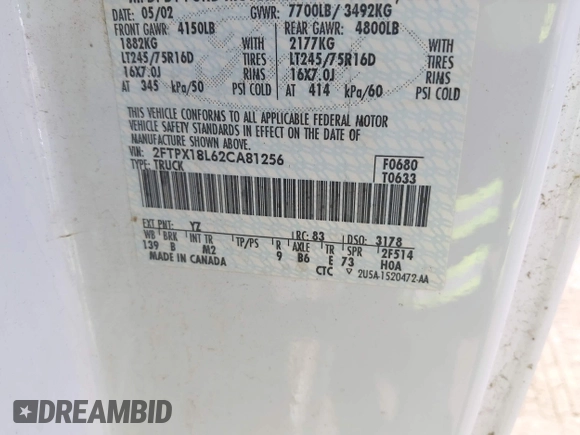 DATE: 05/02 GVWR: 7700LB/ 3492KG
FRONT GAWR: 4150LB REAR GAWR: 4800LB
1882KG WITH 2177KG WITH
LT245/75R16D TIRES LT245/75R16D TIRES
16X7.0J RIMS 16X7.0J RIMS
AT 345 kPa/50 PSI COLD AT 414 kPa/60 PSI COLD
THIS VEHICLE CONFORMS TO ALL APPLICABLE FEDERAL MOTOR
VEHICLE SAFETY STANDARDS IN EFFECT ON THE DATE OF
MANUFACTURE SHOWN ABOVE.
VIN: 2FTPX18L62CA81256 F0680
TYPE: TRUCK T0633
EXT PNT: YZ RC: 83 DSO: 3178
WB BRK INT TR TP/PS R AXLE TR SPR 2F514
139 B M2 9 B6 E 73 H0A
MADE IN CANADA CTC 2U5A-1520472-AA
DREAMBID